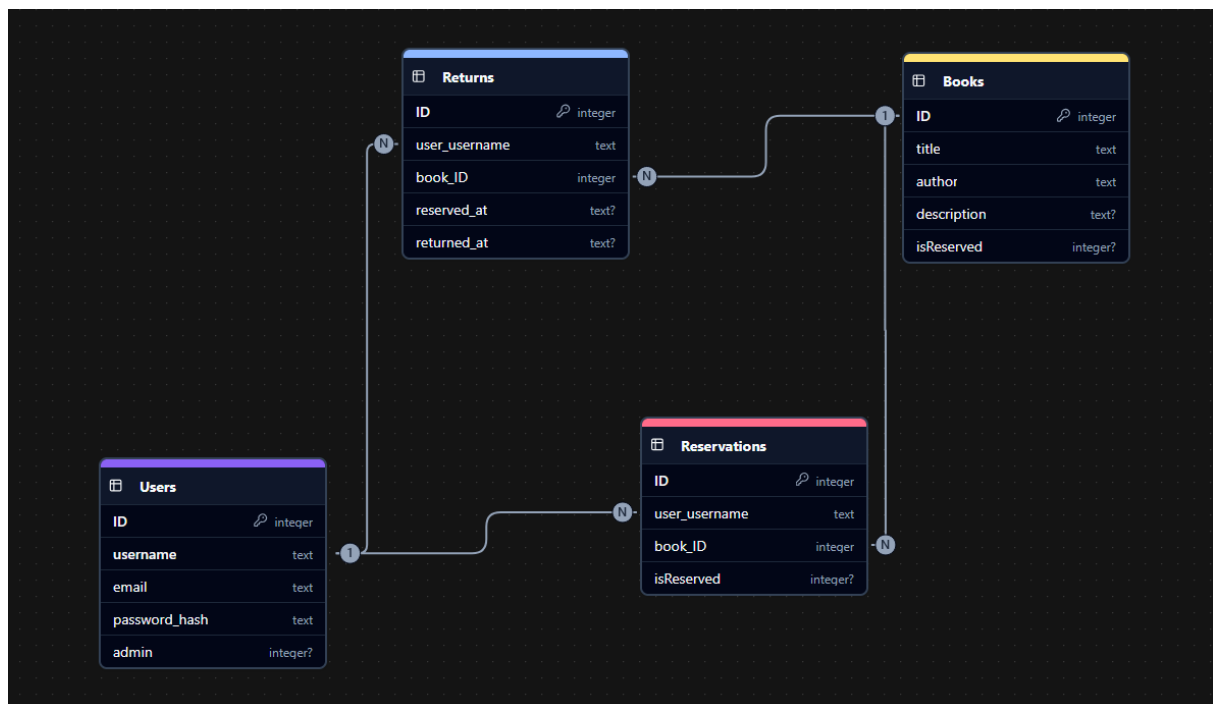 Returns
ID integer
user_username text
book_ID integer
reserved_at text?
returned_at text?
Books
ID integer
title text
author text
description text?
isReserved integer?
N
N
1
Reservations
ID integer
user_username text
book_ID integer
isReserved integer?
N
N
Users
ID integer
username text
email text
password_hash text
admin integer?
1